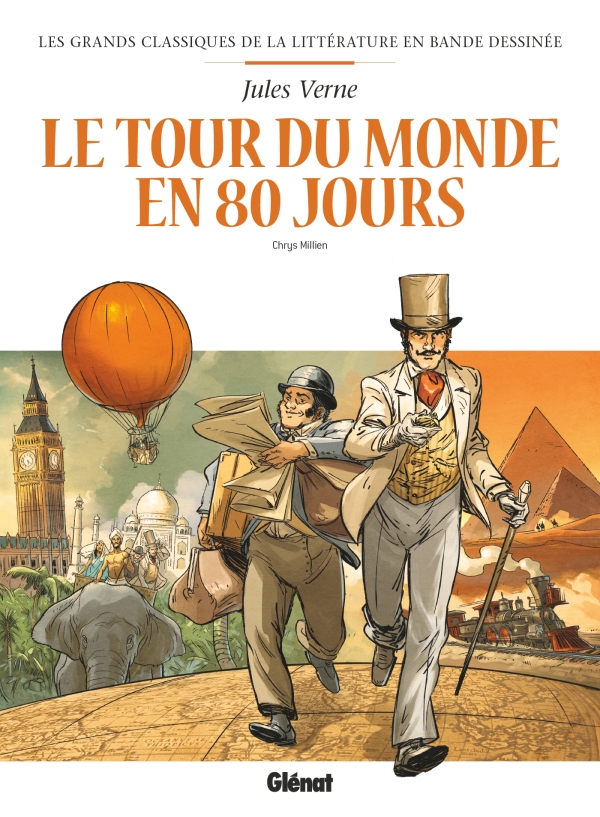 LES GRANDS CLASSIQUES DE LA LITTÉRATURE EN BANDE DESSINÉE
Jules Verne
LE TOUR DU MONDE
EN 80 JOURS
Chrys Millien
Glénat